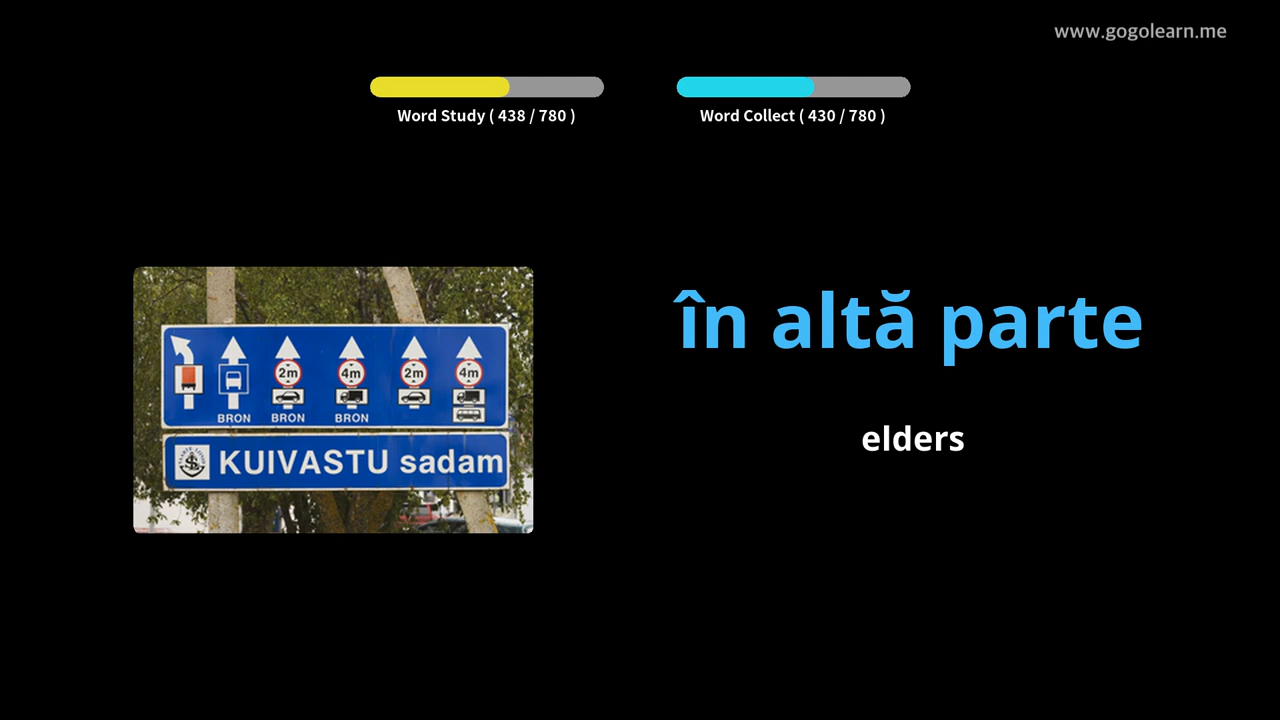 www.gogolearn.me
Word Study ( 438 / 780 )
Word Collect ( 430 / 780 )
în altă parte
elders
2m
4m
2m
4m
BRON
BRON
BRON
KUIVASTU sadam